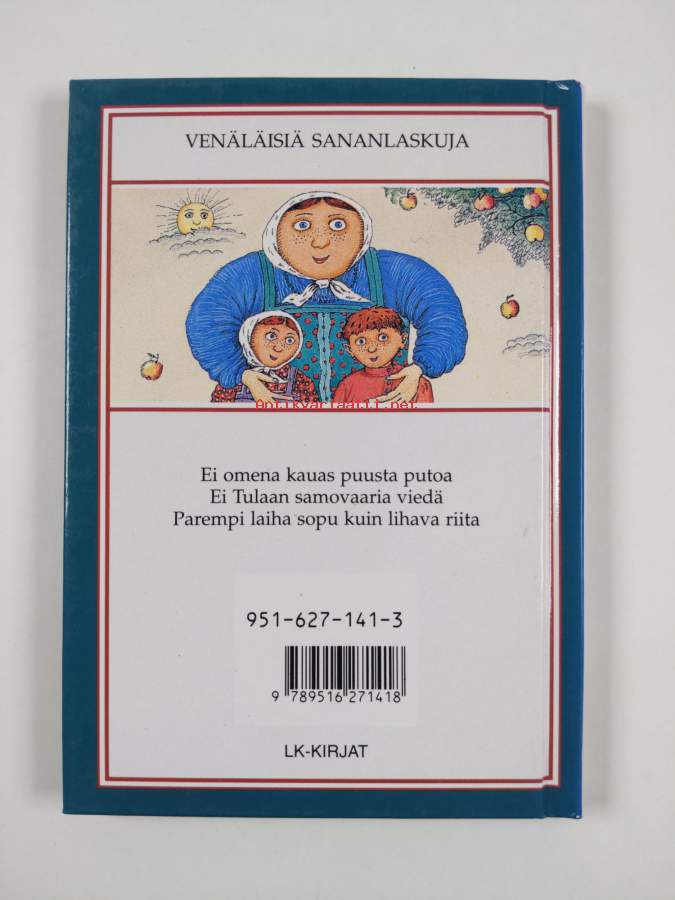 VENÄLÄISIÄ SANANLASKUJA
Antikvariaatti.net
Ei omena kauas puusta putoa
Ei Tulaan samovaaria viedä
Parempi laiha sopu kuin lihava riita
951-627-141-3
9 789516 271418
LK-KIRJAT